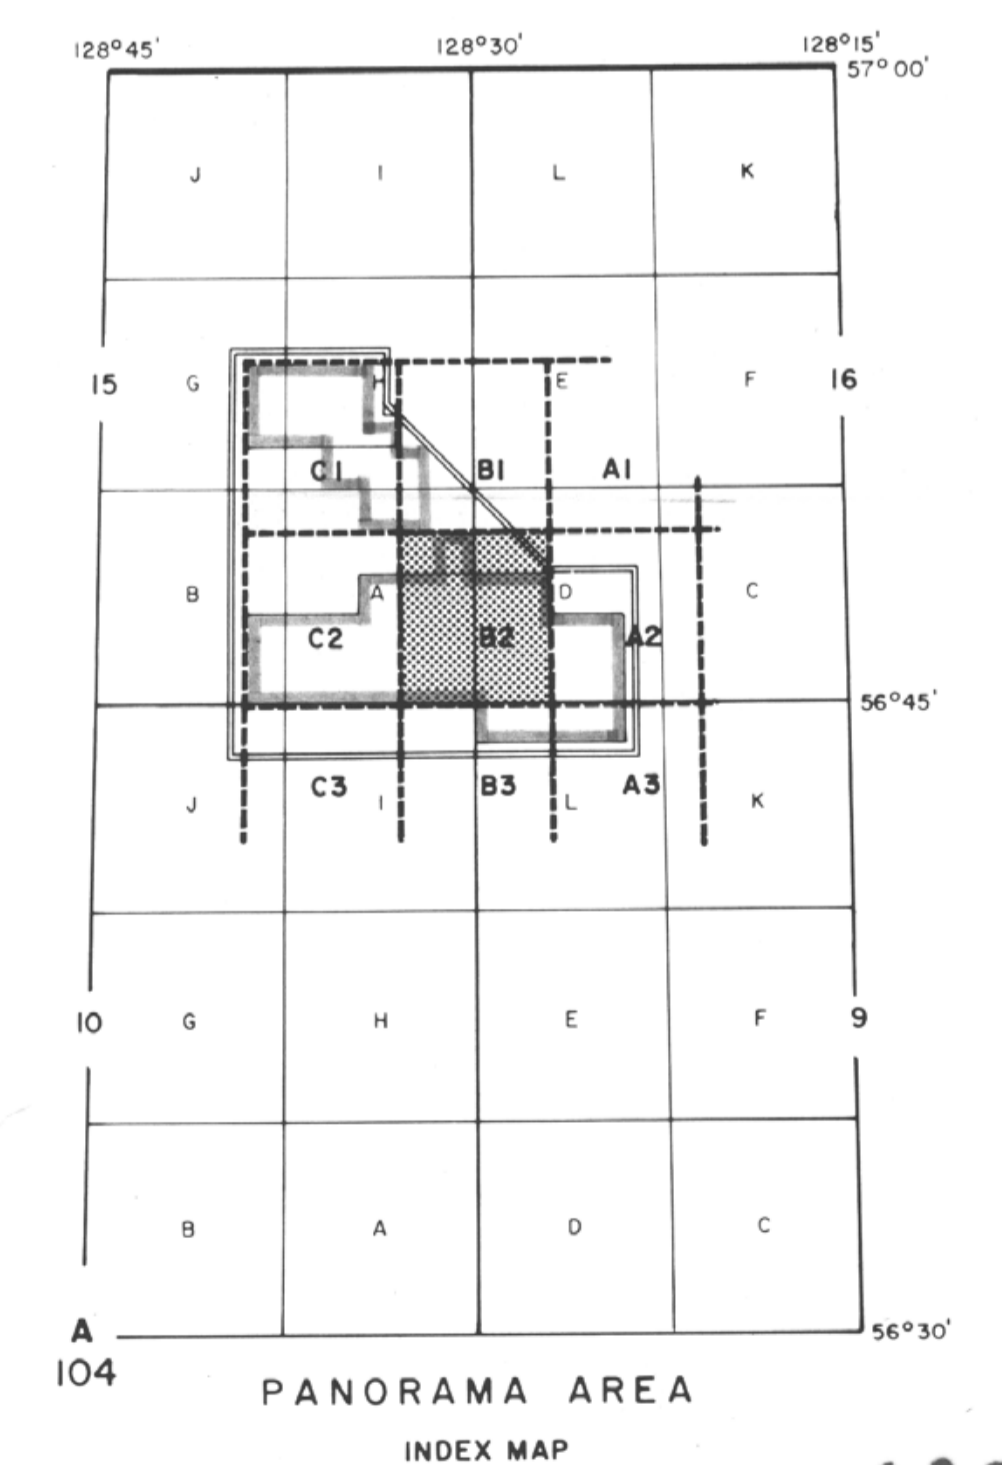 128°45' 128°30' 128°15'
57°00'
J I L K
15 G H E F 16
C1 B1 A1
B A D C
C2 B2 A2
56°45'
C3 B3 A3
J I L K
10 G H E F 9
B A D C
A
56°30'
104
PANORAMA AREA
INDEX MAP